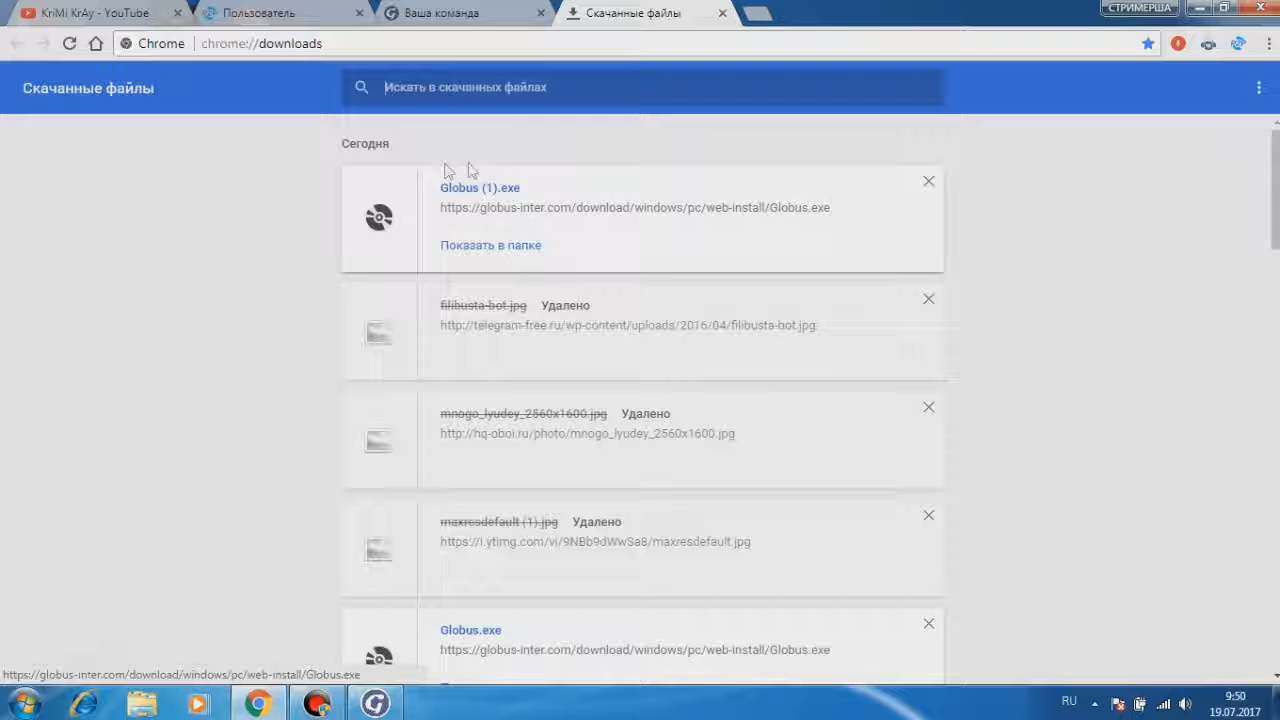 KriMi KrAy - YouTube
Пользователь
Ваша команда
Скачанные файлы
СТРИМЕРША
Chrome
chrome://downloads
Скачанные файлы
Искать в скачанных файлах
Сегодня
Globus (1).exe
https://globus-inter.com/download/windows/pc/web-install/Globus.exe
Показать в папке
filibusta-bot.jpg Удалено
http://telegram-free.ru/wp-content/uploads/2016/04/filibusta-bot.jpg
mnogo_lyudey_2560x1600.jpg Удалено
http://hq-oboi.ru/photo/mnogo_lyudey_2560x1600.jpg
maxresdefault (1).jpg Удалено
https://i.ytimg.com/vi/9NBb9dWwSa8/maxresdefault.jpg
Globus.exe
https://globus-inter.com/download/windows/pc/web-install/Globus.exe
https://globus-inter.com/download/windows/pc/web-install/Globus.exe
RU
9:50
19.07.2017